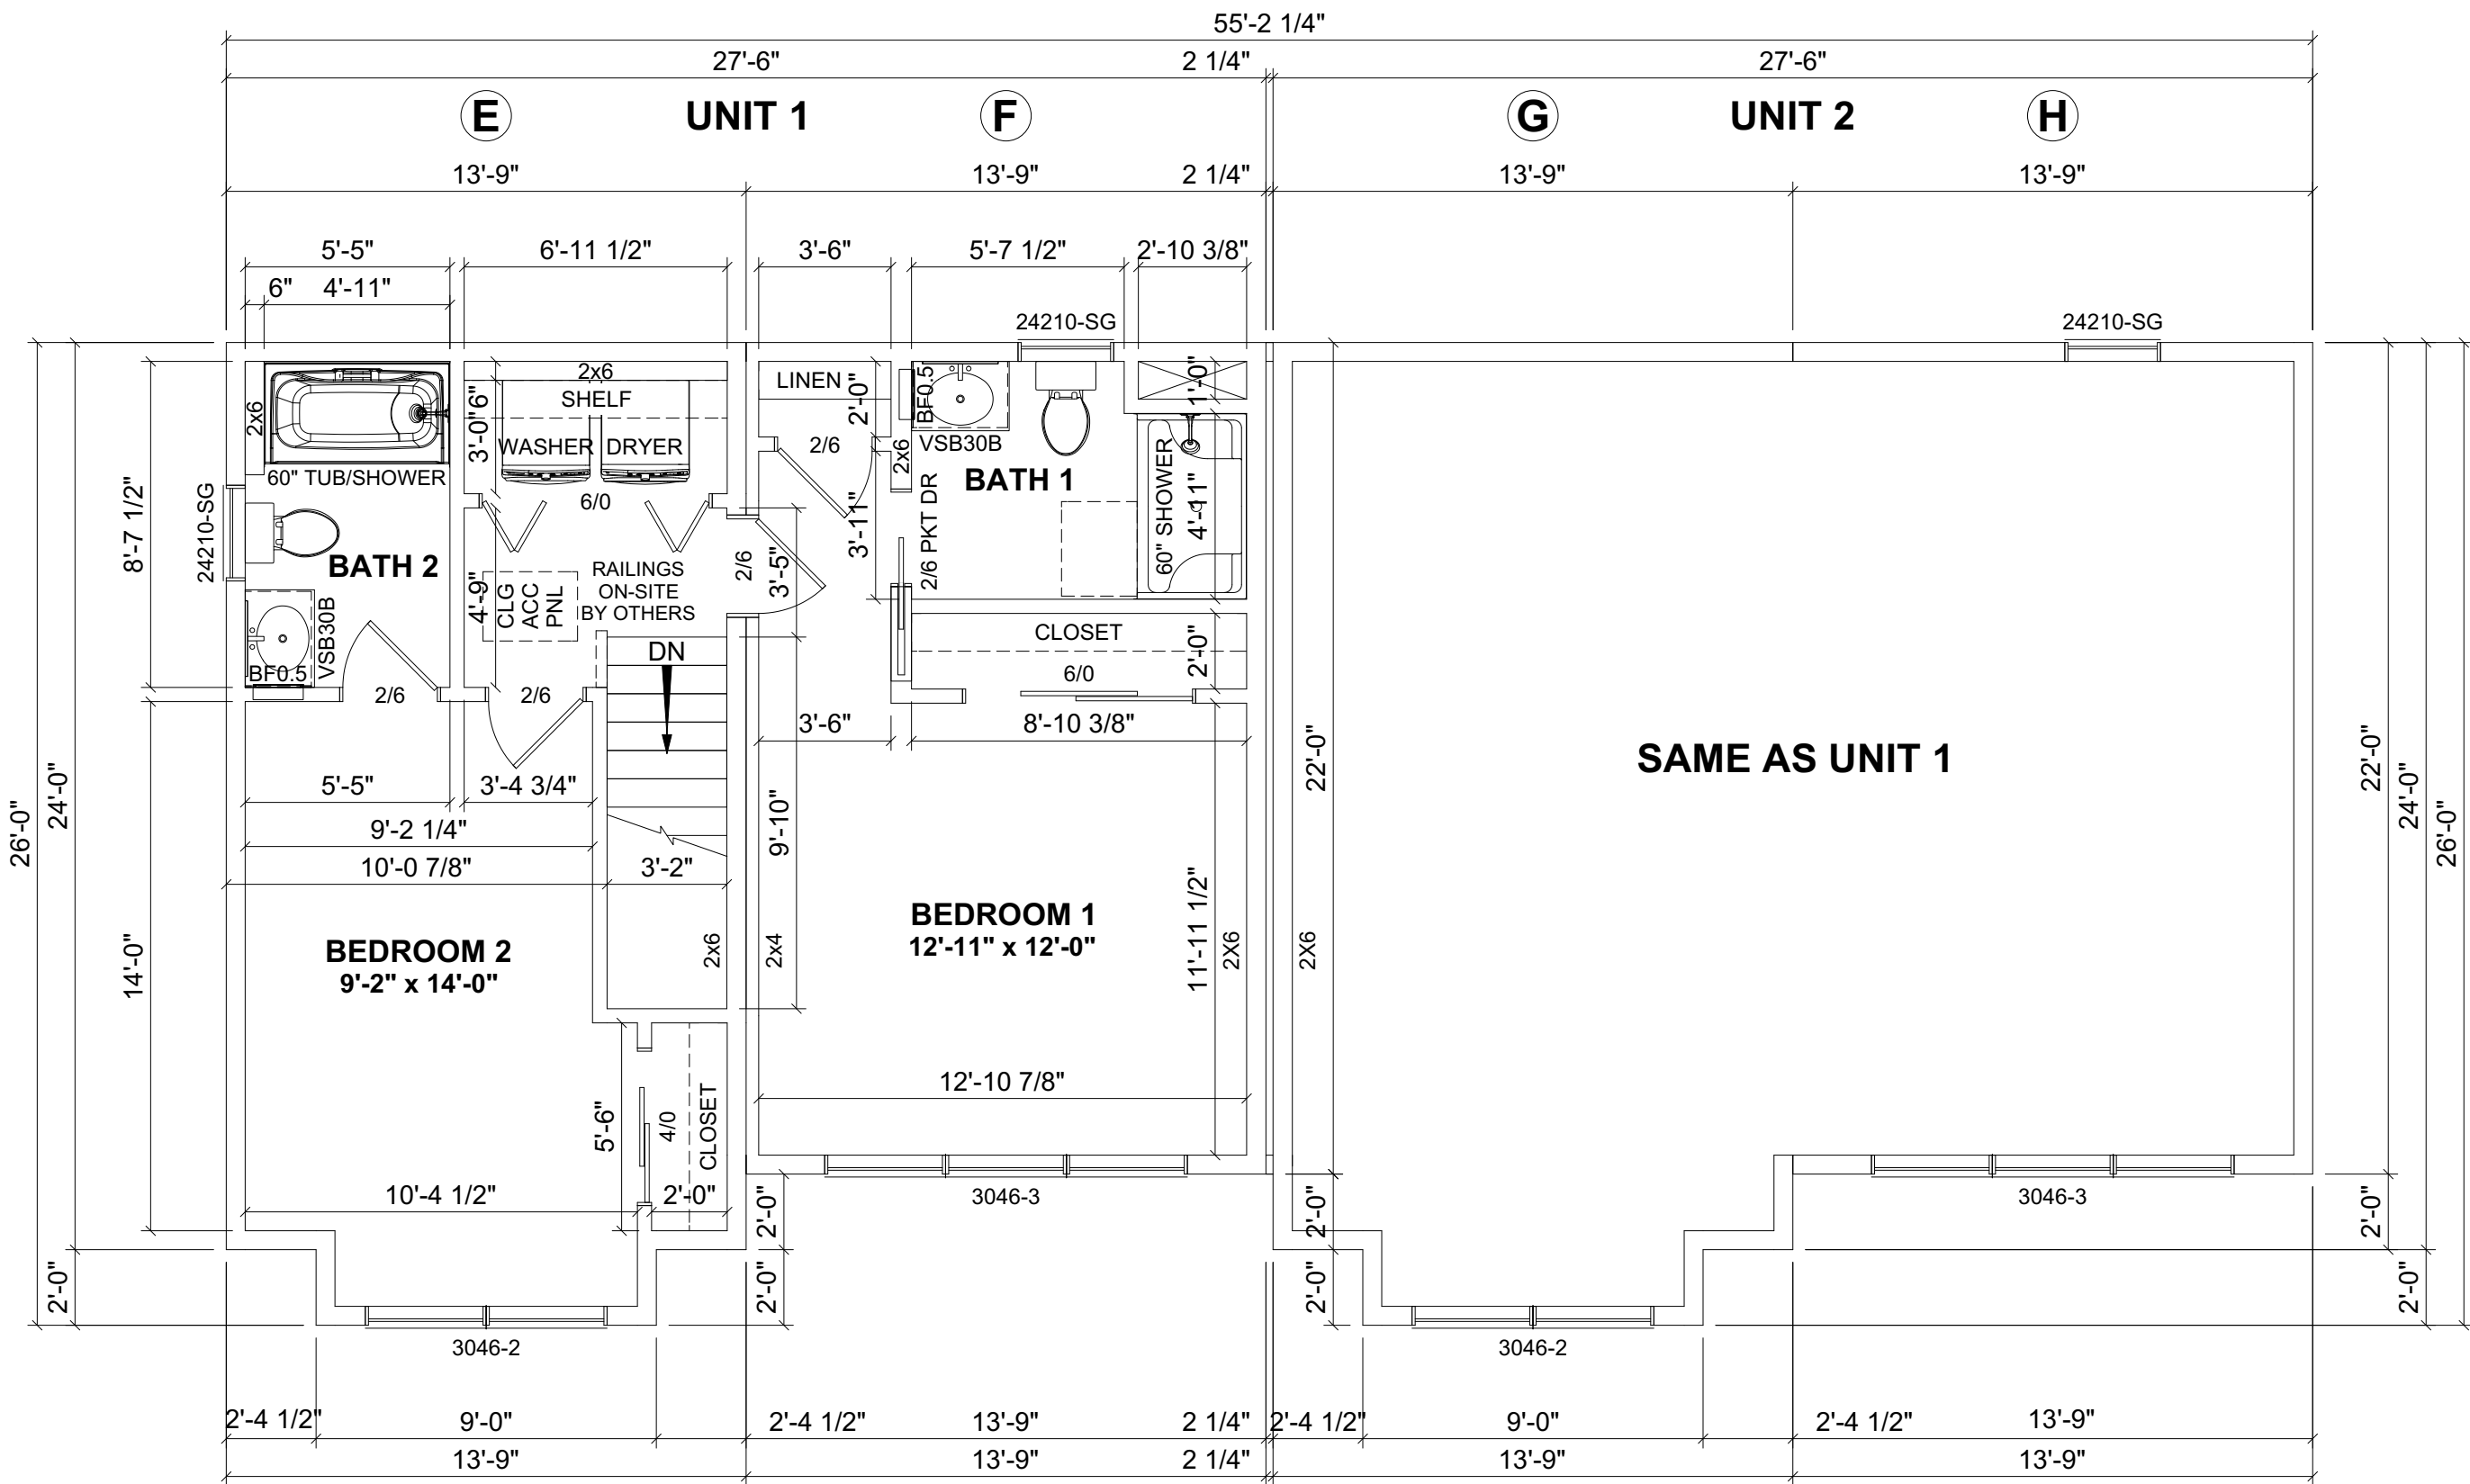 55'-2 1/4"
27'-6" 2 1/4" 27'-6"
E UNIT 1 F G UNIT 2 H
13'-9" 13'-9" 2 1/4" 13'-9" 13'-9"
5'-5" 6'-11 1/2" 3'-6" 5'-7 1/2" 2'-10 3/8"
6" 4'-11"
24210-SG 24210-SG
2x6
SHELF
LINEN
BF0.5
1'-0"
2'-0"
6"
3'-0"
2x6
WASHER DRYER
2/6
VSB30B
2x6
60" TUB/SHOWER
BATH 1
60" SHOWER
4'-11"
8'-7 1/2"
24210-SG
6/0
3'-11"
2/6 PKT DR
BATH 2
2/6
3'-5"
RAILINGS
ON-SITE
BY OTHERS
4'-9"
CLG
ACC
PNL
VSB30B
BF0.5
DN
CLOSET
2'-0"
6/0
2/6 2/6
3'-6" 8'-10 3/8"
SAME AS UNIT 1
22'-0" 22'-0"
5'-5" 3'-4 3/4"
26'-0" 24'-0" 24'-0" 26'-0"
9'-2 1/4"
9'-10"
10'-0 7/8" 3'-2"
BEDROOM 1
12'-11" x 12'-0"
11'-11 1/2"
BEDROOM 2
9'-2" x 14'-0"
14'-0"
2x6 2x4 2X6 2X6
12'-10 7/8"
5'-6"
4/0
CLOSET
10'-4 1/2" 2'-0"
3046-3 3046-3
2'-0" 2'-0" 2'-0"
2'-0" 2'-0" 2'-0" 2'-0"
3046-2 3046-2
2'-4 1/2" 9'-0" 2'-4 1/2" 13'-9" 2 1/4" 2'-4 1/2" 9'-0" 2'-4 1/2" 13'-9"
13'-9" 13'-9" 2 1/4" 13'-9" 13'-9"